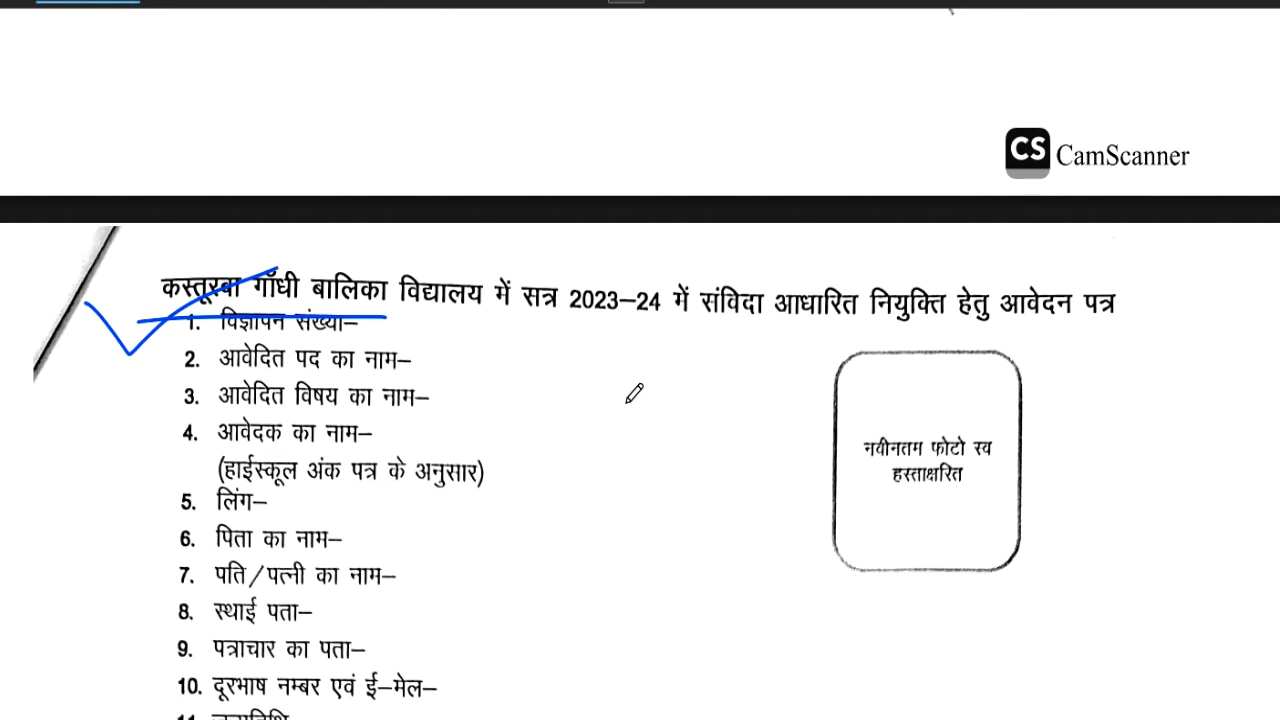 CS CamScanner
कस्तूरबा गाँधी बालिका विद्यालय में सत्र 2023–24 में संविदा आधारित नियुक्ति हेतु आवेदन पत्र
1. विज्ञापन संख्या–
2. आवेदित पद का नाम–
3. आवेदित विषय का नाम–
4. आवेदक का नाम–
(हाईस्कूल अंक पत्र के अनुसार)
नवीनतम फोटो स्व
हस्ताक्षरित
5. लिंग–
6. पिता का नाम–
7. पति/पत्नी का नाम–
8. स्थाई पता–
9. पत्राचार का पता–
10. दूरभाष नम्बर एवं ई–मेल–